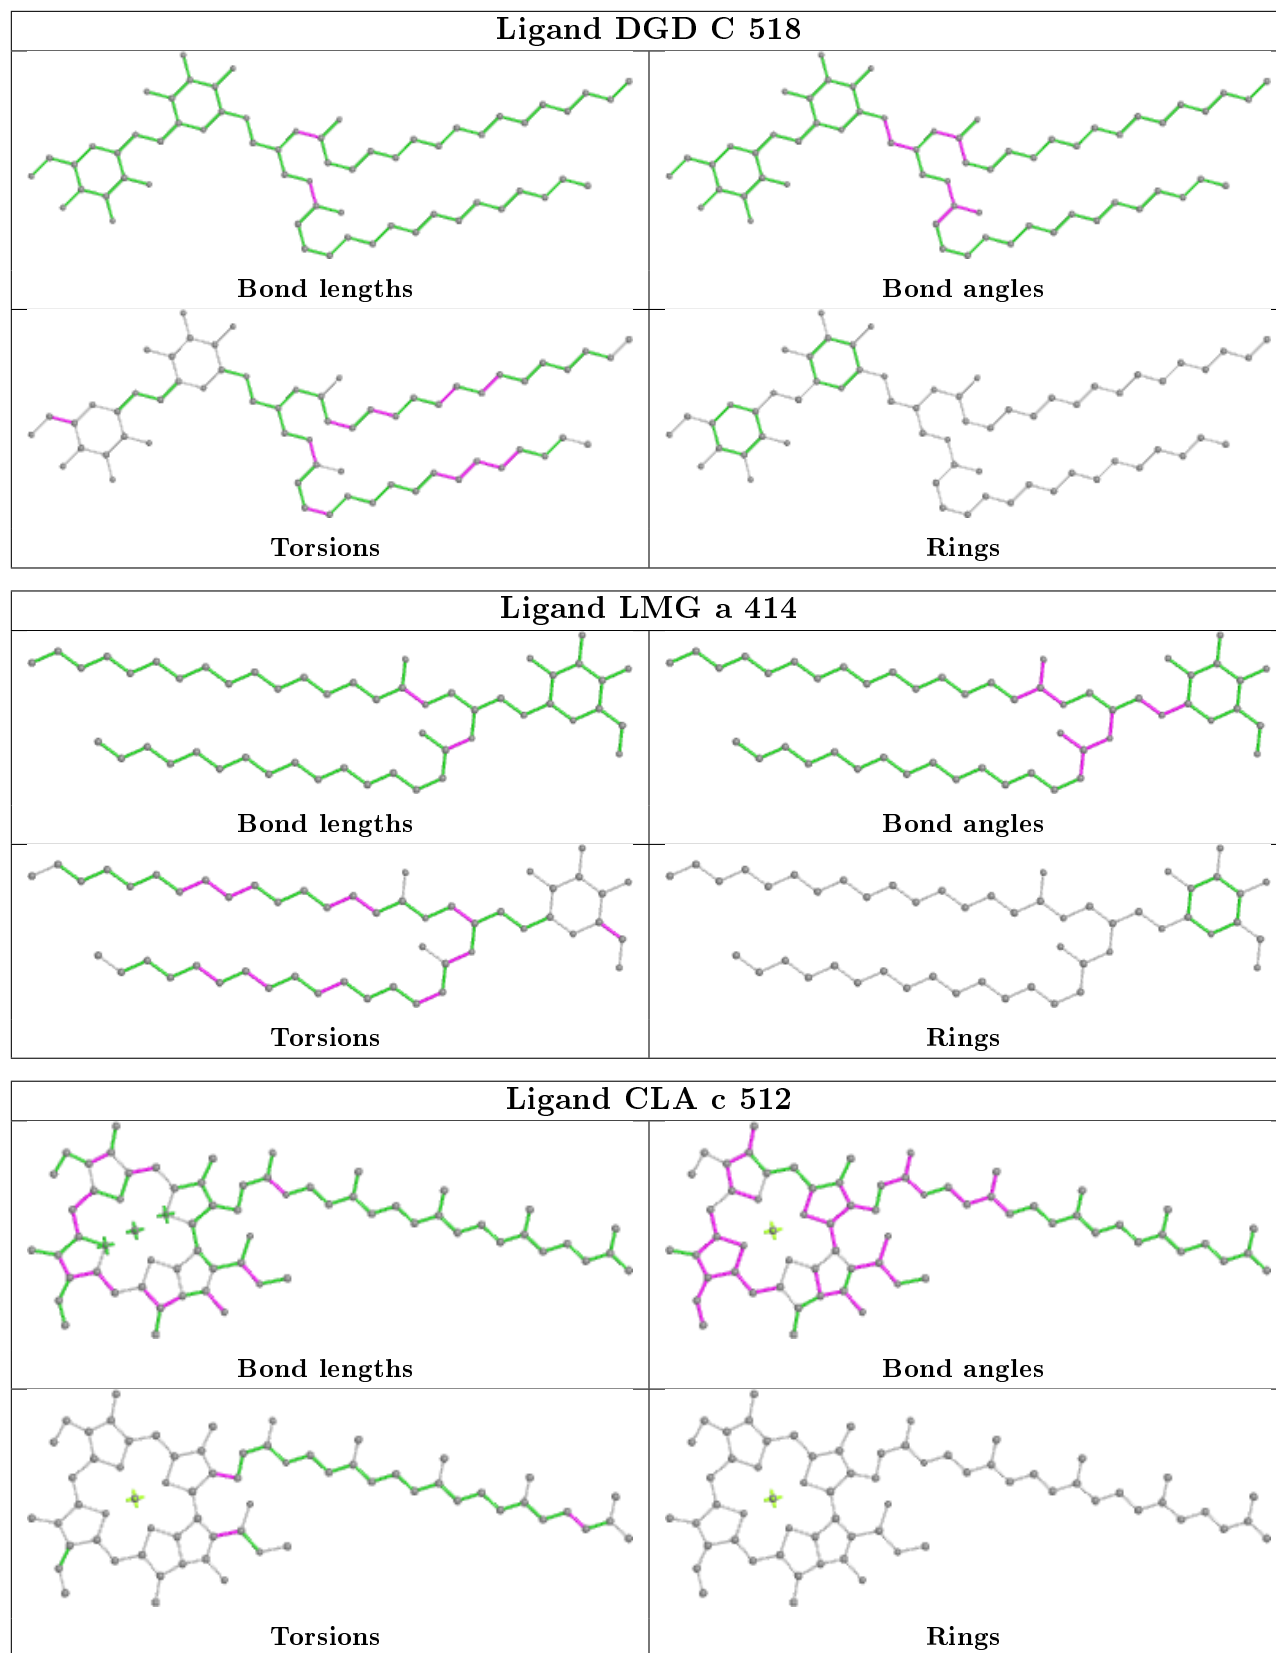 Ligand DGD C 518
Bond lengths
Bond angles
Torsions
Rings
Ligand LMG a 414
Bond lengths
Bond angles
Torsions
Rings
Ligand CLA c 512
Bond lengths
Bond angles
Torsions
Rings